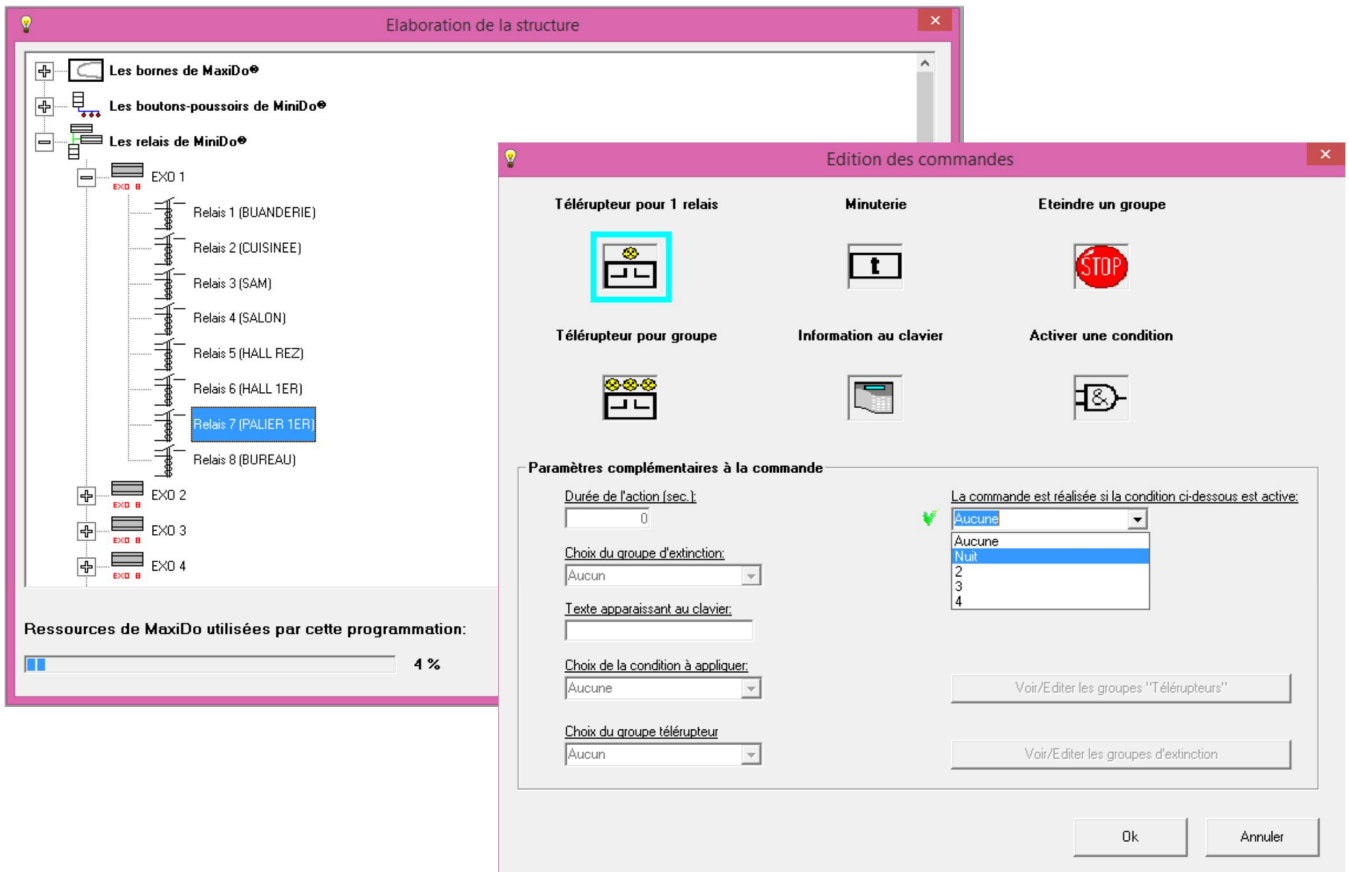 Elaboration de la structure
Les bornes de MaxiDo®
Les boutons-poussoirs de MiniDo®
Les relais de MiniDo®
EXO 8
EXO 1
Relais 1 (BUANDERIE)
Relais 2 (CUISINEE)
Relais 3 (SAM)
Relais 4 (SALON)
Relais 5 (HALL REZ)
Relais 6 (HALL 1ER)
Relais 7 (PALIER 1ER)
Relais 8 (BUREAU)
EXO 8
EXO 2
EXO 8
EXO 3
EXO 8
EXO 4
Ressources de MaxiDo utilisées par cette programmation:
4 %
Edition des commandes
Télérupteur pour 1 relais
Minuterie
Eteindre un groupe
t
STOP
Télérupteur pour groupe
Information au clavier
Activer une condition
&
Paramètres complémentaires à la commande
Durée de l'action (sec.):
0
Choix du groupe d'extinction:
Aucun
Texte apparaissant au clavier:
Choix de la condition à appliquer:
Aucune
Choix du groupe télérupteur
Aucun
La commande est réalisée si la condition ci-dessous est active:
Aucune
Aucune
Nuit
2
3
4
Voir/Editer les groupes "Télérupteurs"
Voir/Editer les groupes d'extinction
Ok
Annuler